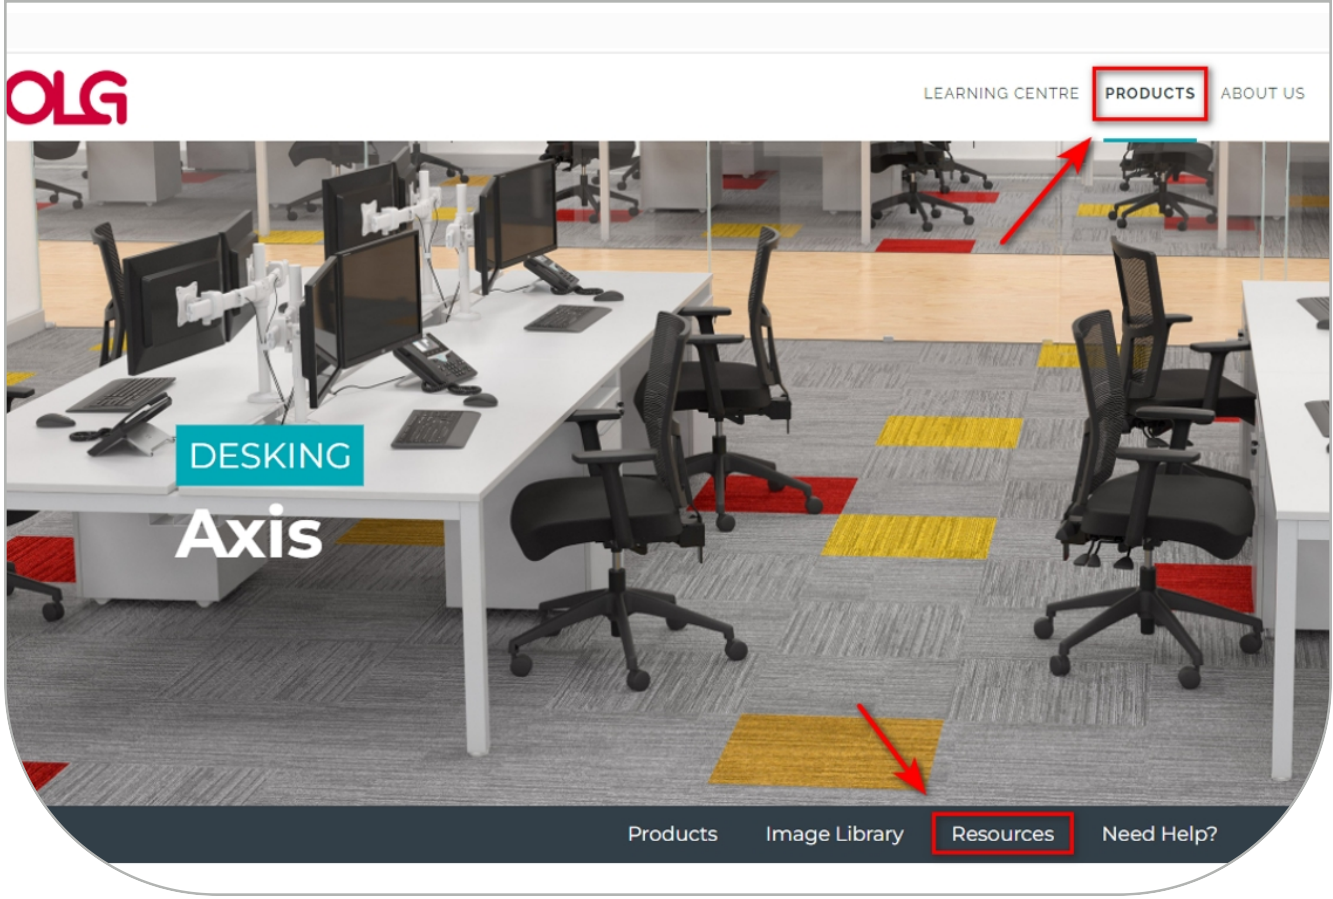 OLG
LEARNING CENTRE PRODUCTS ABOUT US
DESKING
Axis
Products Image Library Resources Need Help?